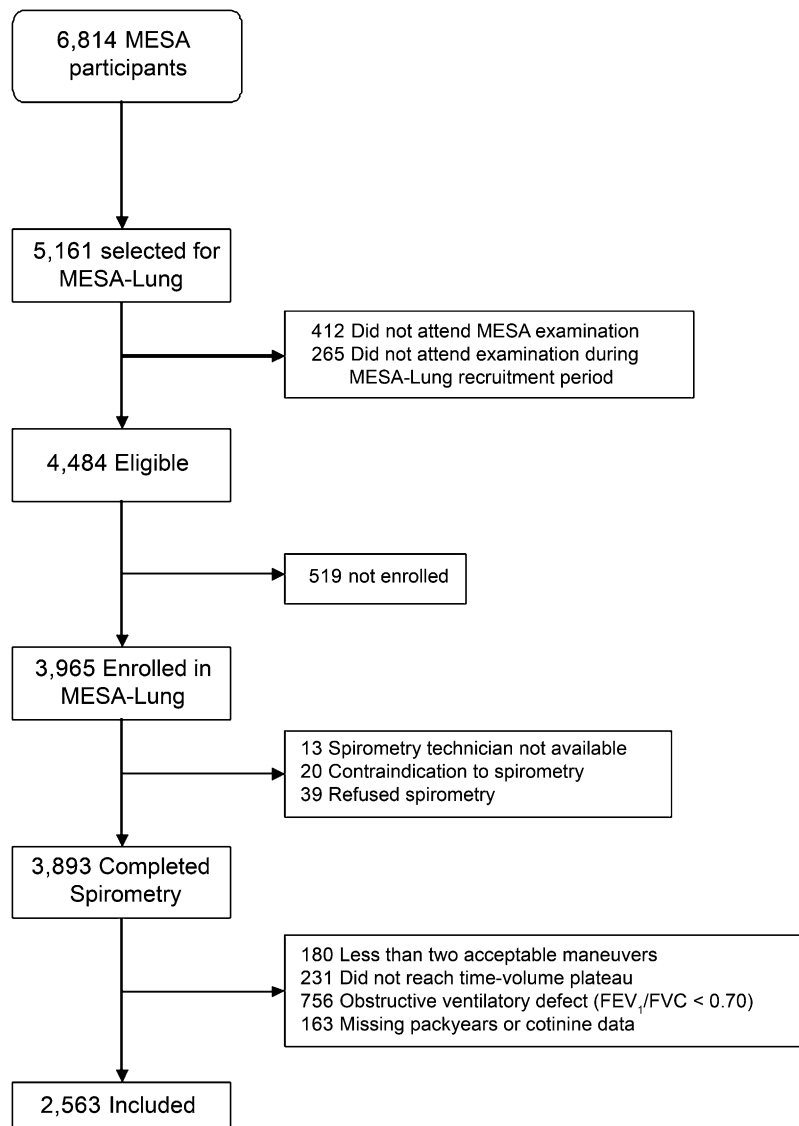 6,814 MESA
participants
5,161 selected for
MESA-Lung
412 Did not attend MESA examination
265 Did not attend examination during
MESA-Lung recruitment period
4,484 Eligible
519 not enrolled
3,965 Enrolled in
MESA-Lung
13 Spirometry technician not available
20 Contraindication to spirometry
39 Refused spirometry
3,893 Completed
Spirometry
180 Less than two acceptable maneuvers
231 Did not reach time-volume plateau
756 Obstructive ventilatory defect (FEV₁/FVC < 0.70)
163 Missing packyears or cotinine data
2,563 Included